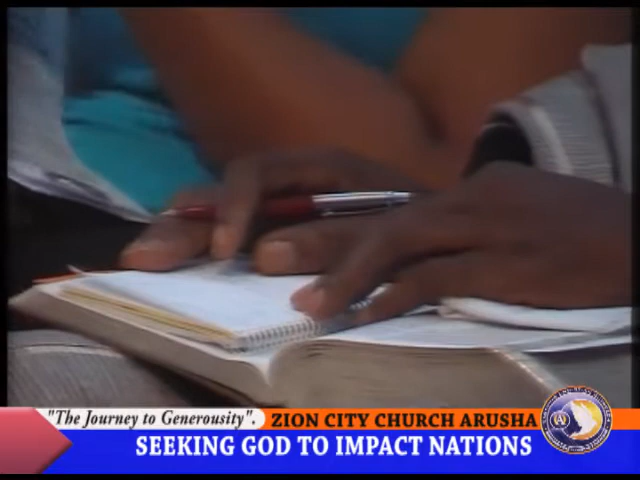 "The Journey to Generousity".
ZION CITY CHURCH ARUSHA
SEEKING GOD TO IMPACT NATIONS